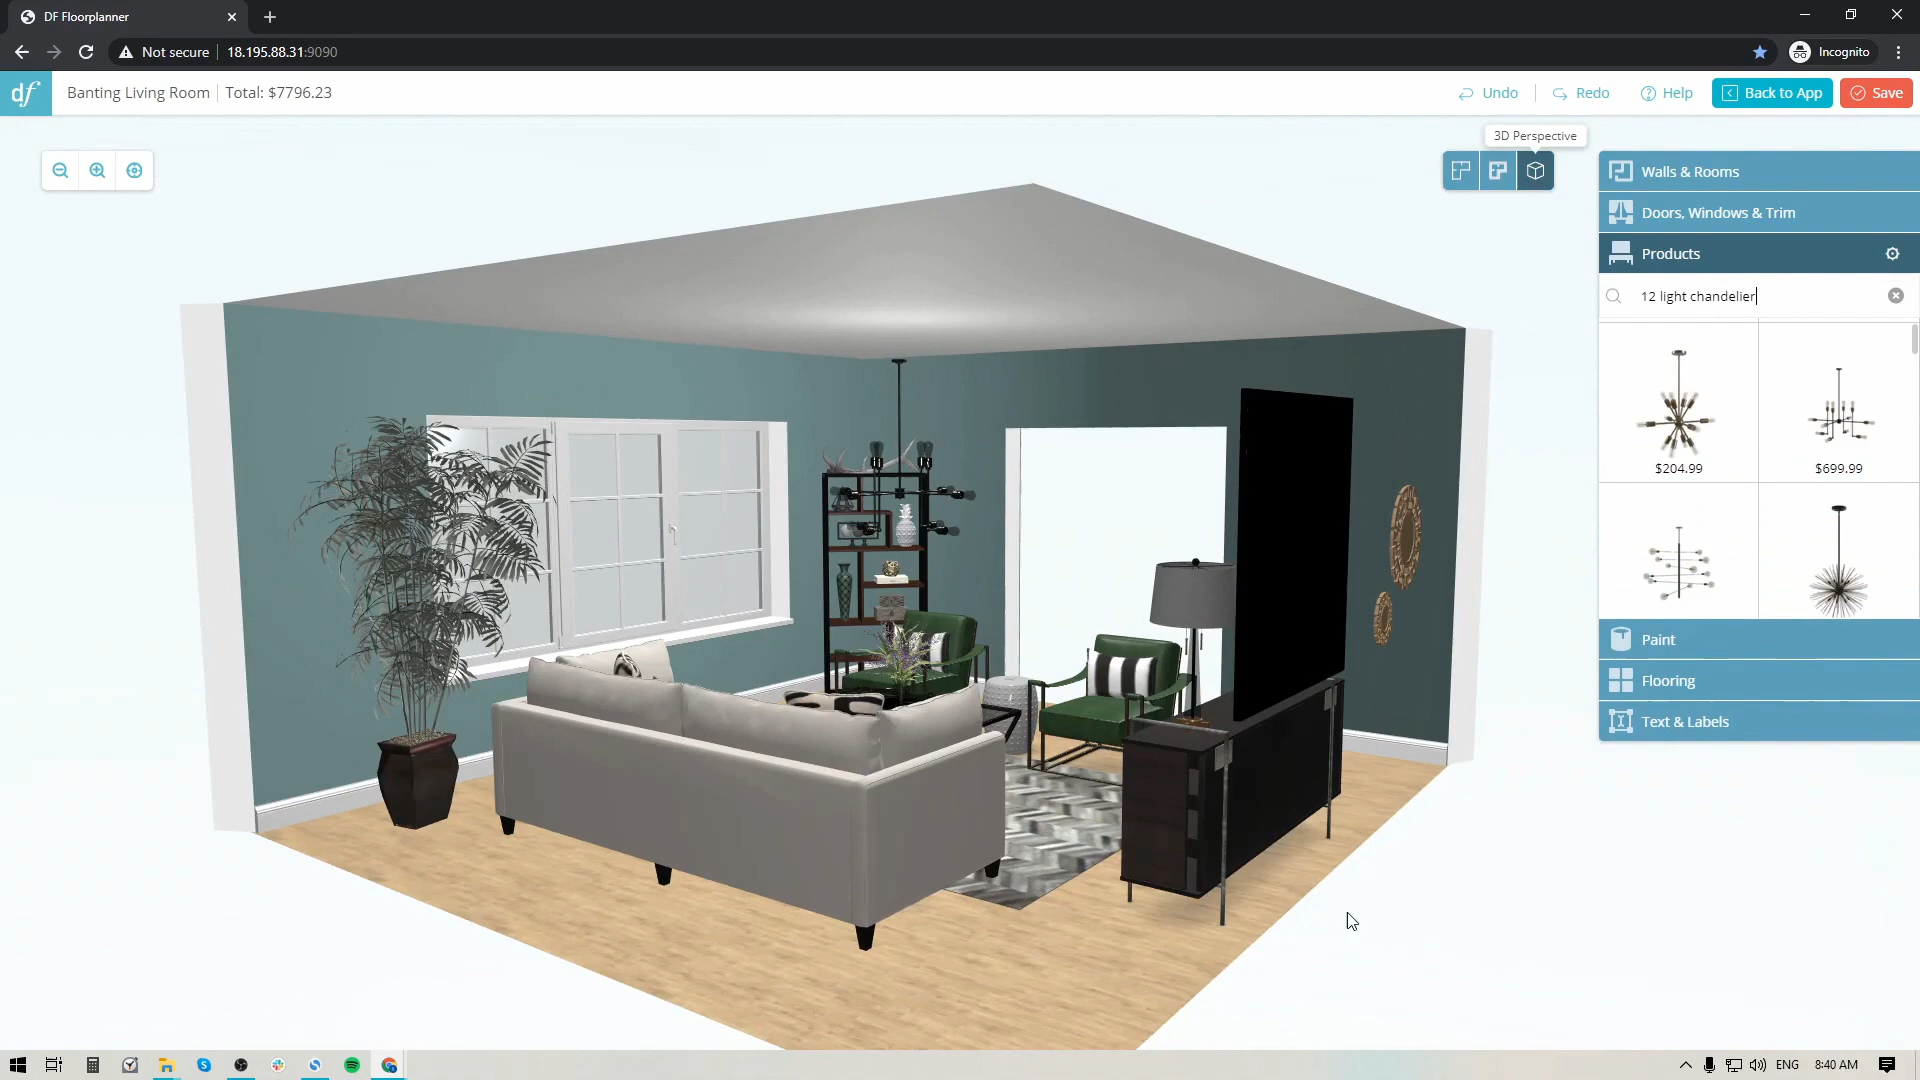 DF Floorplanner
Not secure 18.195.88.31:9090
Incognito
df
Banting Living Room Total: $7796.23
Undo Redo Help Back to App Save
3D Perspective
Walls & Rooms
Doors, Windows & Trim
Products
12 light chandelier
$204.99 $699.99
Paint
Flooring
Text & Labels
ENG 8:40 AM